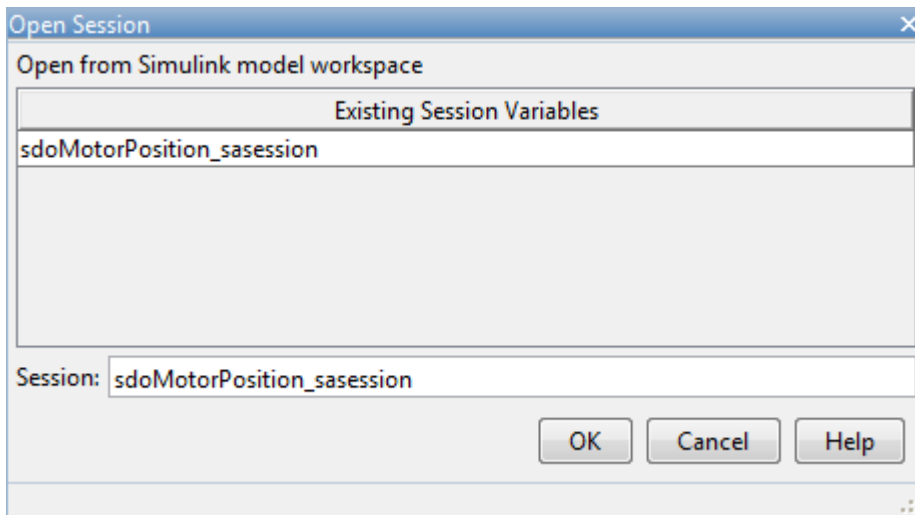 Open Session
Open from Simulink model workspace
Existing Session Variables
sdoMotorPosition_sasession
Session: sdoMotorPosition_sasession
OK Cancel Help